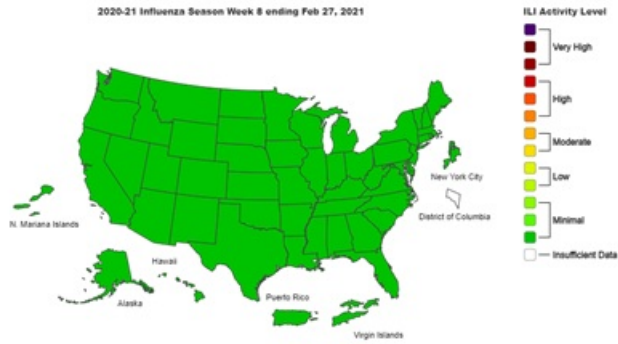 2020-21 Influenza Season Week 8 ending Feb 27, 2021
ILI Activity Level
Very High
High
Moderate
Low
Minimal
Insufficient Data
New York City
District of Columbia
N. Mariana Islands
Hawaii
Alaska
Puerto Rico
Virgin Islands